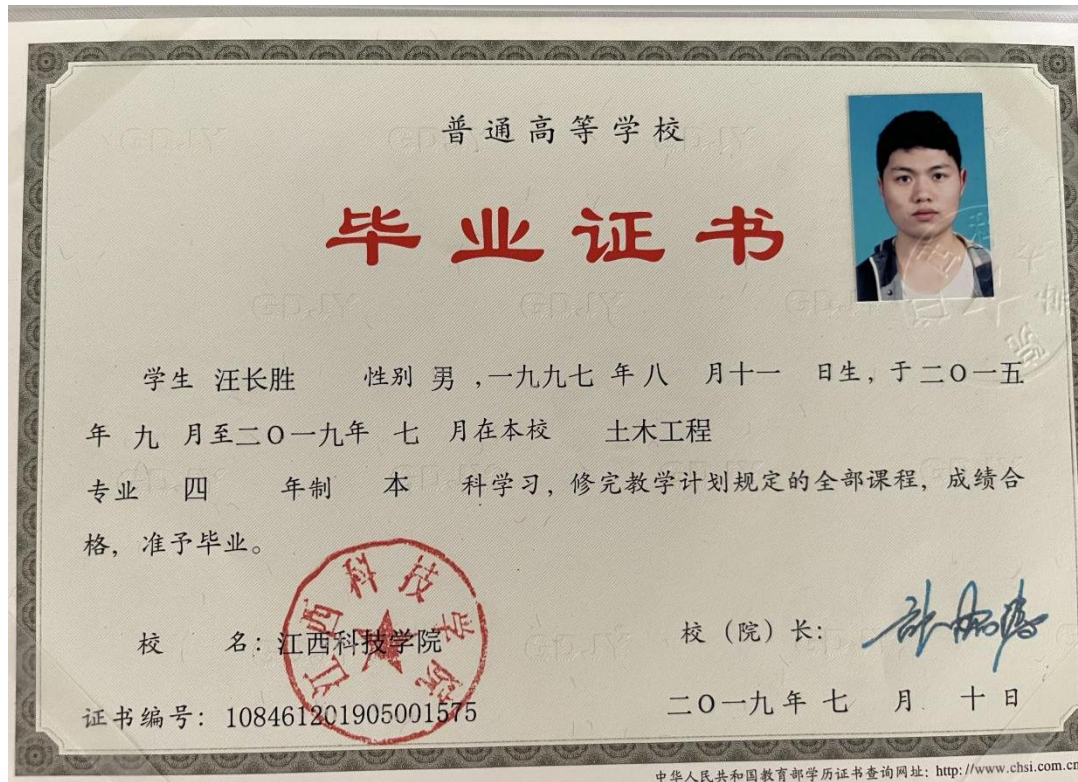 普通高等学校
毕业证书
学生 汪长胜 性别 男 ,一九九七 年 八 月十一 日生, 于二〇一五
年 九 月至二〇一九年 七 月在本校 土木工程
专业 四 年制 本 科学习, 修完教学计划规定的全部课程, 成绩合
格, 准予毕业。
江西科技学院
校 名: 江西科技学院
校 (院) 长:
证书编号: 108461201905001575
二〇一九年 七 月 十 日
中华人民共和国教育部学历证书查询网址: http://www.chsi.com.cn